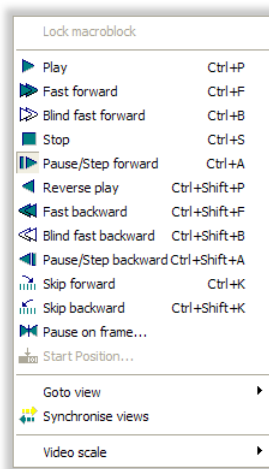 Lock macroblock
Play Ctrl+P
Fast forward Ctrl+F
Blind fast forward Ctrl+B
Stop Ctrl+S
Pause/Step forward Ctrl+A
Reverse play Ctrl+Shift+P
Fast backward Ctrl+Shift+F
Blind fast backward Ctrl+Shift+B
Pause/Step backward Ctrl+Shift+A
Skip forward Ctrl+K
Skip backward Ctrl+Shift+K
Pause on frame...
Start Position...
Goto view
Synchronise views
Video scale